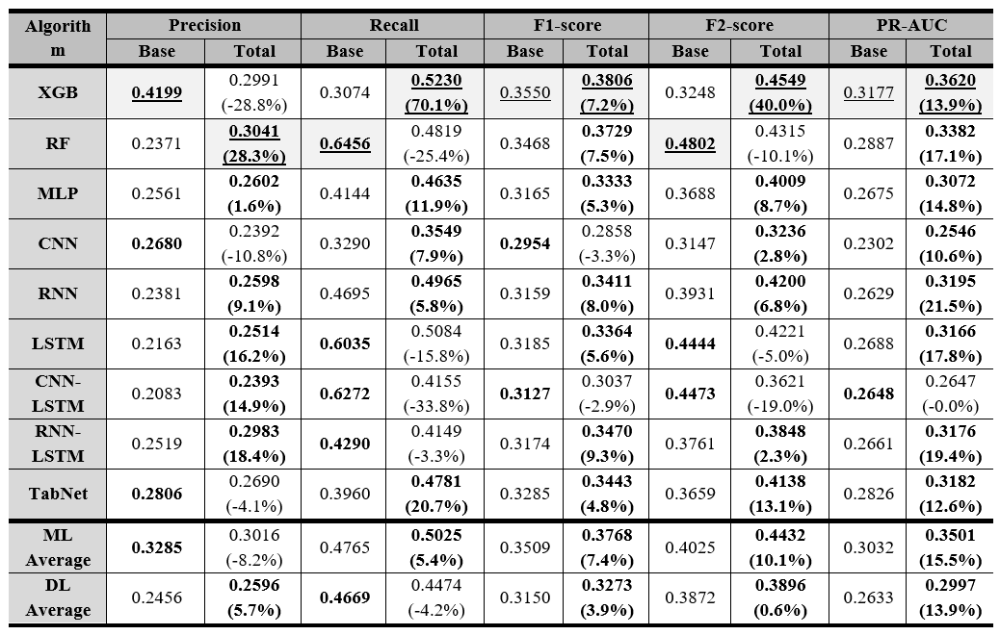 Algorith
m Precision Recall F1-score F2-score PR-AUC
Base Total Base Total Base Total Base Total Base Total
XGB 0.4199 0.2991
(-28.8%) 0.3074 0.5230
(70.1%) 0.3550 0.3806
(7.2%) 0.3248 0.4549
(40.0%) 0.3177 0.3620
(13.9%)
RF 0.2371 0.3041
(28.3%) 0.6456 0.4819
(-25.4%) 0.3468 0.3729
(7.5%) 0.4802 0.4315
(-10.1%) 0.2887 0.3382
(17.1%)
MLP 0.2561 0.2602
(1.6%) 0.4144 0.4635
(11.9%) 0.3165 0.3333
(5.3%) 0.3688 0.4009
(8.7%) 0.2675 0.3072
(14.8%)
CNN 0.2680 0.2392
(-10.8%) 0.3290 0.3549
(7.9%) 0.2954 0.2858
(-3.3%) 0.3147 0.3236
(2.8%) 0.2302 0.2546
(10.6%)
RNN 0.2381 0.2598
(9.1%) 0.4695 0.4965
(5.8%) 0.3159 0.3411
(8.0%) 0.3931 0.4200
(6.8%) 0.2629 0.3195
(21.5%)
LSTM 0.2163 0.2514
(16.2%) 0.6035 0.5084
(-15.8%) 0.3185 0.3364
(5.6%) 0.4444 0.4221
(-5.0%) 0.2688 0.3166
(17.8%)
CNN-
LSTM 0.2083 0.2393
(14.9%) 0.6272 0.4155
(-33.8%) 0.3127 0.3037
(-2.9%) 0.4473 0.3621
(-19.0%) 0.2648 0.2647
(-0.0%)
RNN-
LSTM 0.2519 0.2983
(18.4%) 0.4290 0.4149
(-3.3%) 0.3174 0.3470
(9.3%) 0.3761 0.3848
(2.3%) 0.2661 0.3176
(19.4%)
TabNet 0.2806 0.2690
(-4.1%) 0.3960 0.4781
(20.7%) 0.3285 0.3443
(4.8%) 0.3659 0.4138
(13.1%) 0.2826 0.3182
(12.6%)
ML
Average 0.3285 0.3016
(-8.2%) 0.4765 0.5025
(5.4%) 0.3509 0.3768
(7.4%) 0.4025 0.4432
(10.1%) 0.3032 0.3501
(15.5%)
DL
Average 0.2456 0.2596
(5.7%) 0.4669 0.4474
(-4.2%) 0.3150 0.3273
(3.9%) 0.3872 0.3896
(0.6%) 0.2633 0.2997
(13.9%)